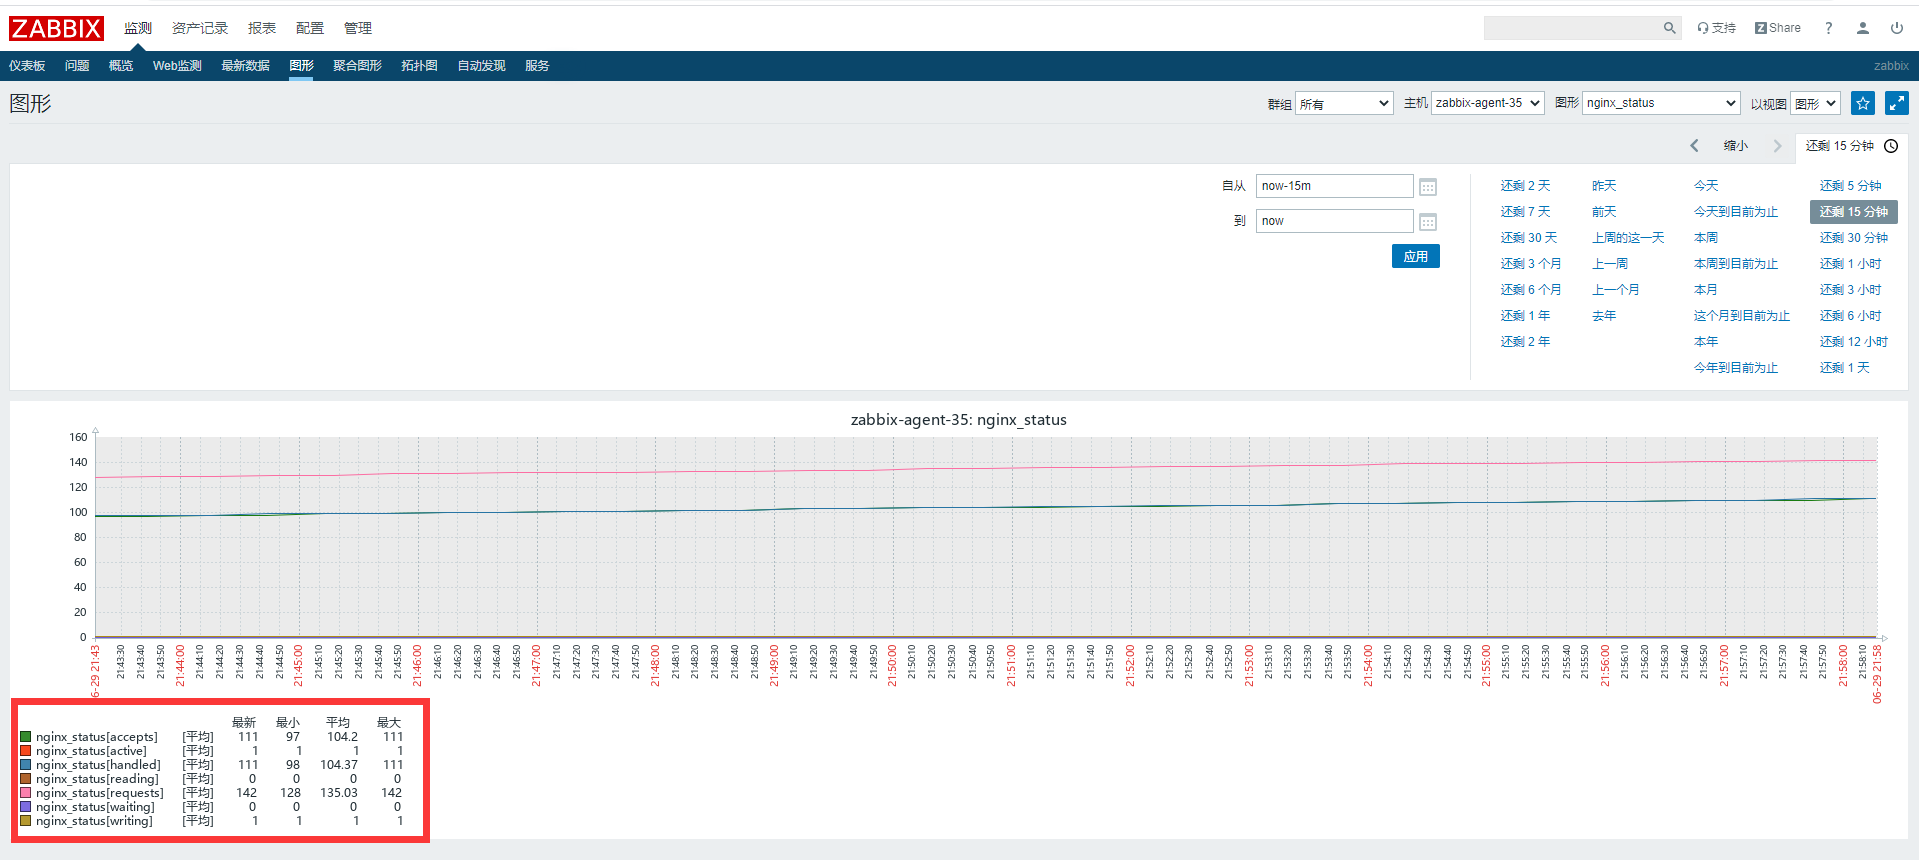 ZABBIX 监测 资产记录 报表 配置 管理 支持 Z Share ?
仪表板 问题 概览 Web监测 最新数据 图形 聚合图形 拓扑图 自动发现 服务 zabbix
图形 群组 所有 主机 zabbix-agent-35 图形 nginx_status 以视图 图形
缩小 还剩 15 分钟
自从 now-15m
到 now
应用
还剩 2 天 昨天 今天 还剩 5 分钟
还剩 7 天 前天 今天到目前为止 还剩 15 分钟
还剩 30 天 上周的这一天 本周 还剩 30 分钟
还剩 3 个月 上一周 本周到目前为止 还剩 1 小时
还剩 6 个月 上一个月 本月 还剩 3 小时
还剩 1 年 去年 这个月到目前为止 还剩 6 小时
还剩 2 年 本年 还剩 12 小时
今年到目前为止 还剩 1 天
zabbix-agent-35: nginx_status
160
140
120
100
80
60
40
20
0
06-29 21:43 21:43:30 21:43:40 21:43:50 21:44:00 21:44:10 21:44:20 21:44:30 21:44:40 21:44:50 21:45:00 21:45:10 21:45:20 21:45:30 21:45:40 21:45:50 21:46:00 21:46:10 21:46:20 21:46:30 21:46:40 21:46:50 21:47:00 21:47:10 21:47:20 21:47:30 21:47:40 21:47:50 21:48:00 21:48:10 21:48:20 21:48:30 21:48:40 21:48:50 21:49:00 21:49:10 21:49:20 21:49:30 21:49:40 21:49:50 21:50:00 21:50:10 21:50:20 21:50:30 21:50:40 21:50:50 21:51:00 21:51:10 21:51:20 21:51:30 21:51:40 21:51:50 21:52:00 21:52:10 21:52:20 21:52:30 21:52:40 21:52:50 21:53:00 21:53:10 21:53:20 21:53:30 21:53:40 21:53:50 21:54:00 21:54:10 21:54:20 21:54:30 21:54:40 21:54:50 21:55:00 21:55:10 21:55:20 21:55:30 21:55:40 21:55:50 21:56:00 21:56:10 21:56:20 21:56:30 21:56:40 21:56:50 21:57:00 21:57:10 21:57:20 21:57:30 21:57:40 21:57:50 21:58:00 21:58:10 06-29 21:58
最新 最小 平均 最大
nginx_status[accepts] [平均] 111 97 104.2 111
nginx_status[active] [平均] 1 1 1 1
nginx_status[handled] [平均] 111 98 104.37 111
nginx_status[reading] [平均] 0 0 0 0
nginx_status[requests] [平均] 142 128 135.03 142
nginx_status[waiting] [平均] 0 0 0 0
nginx_status[writing] [平均] 1 1 1 1